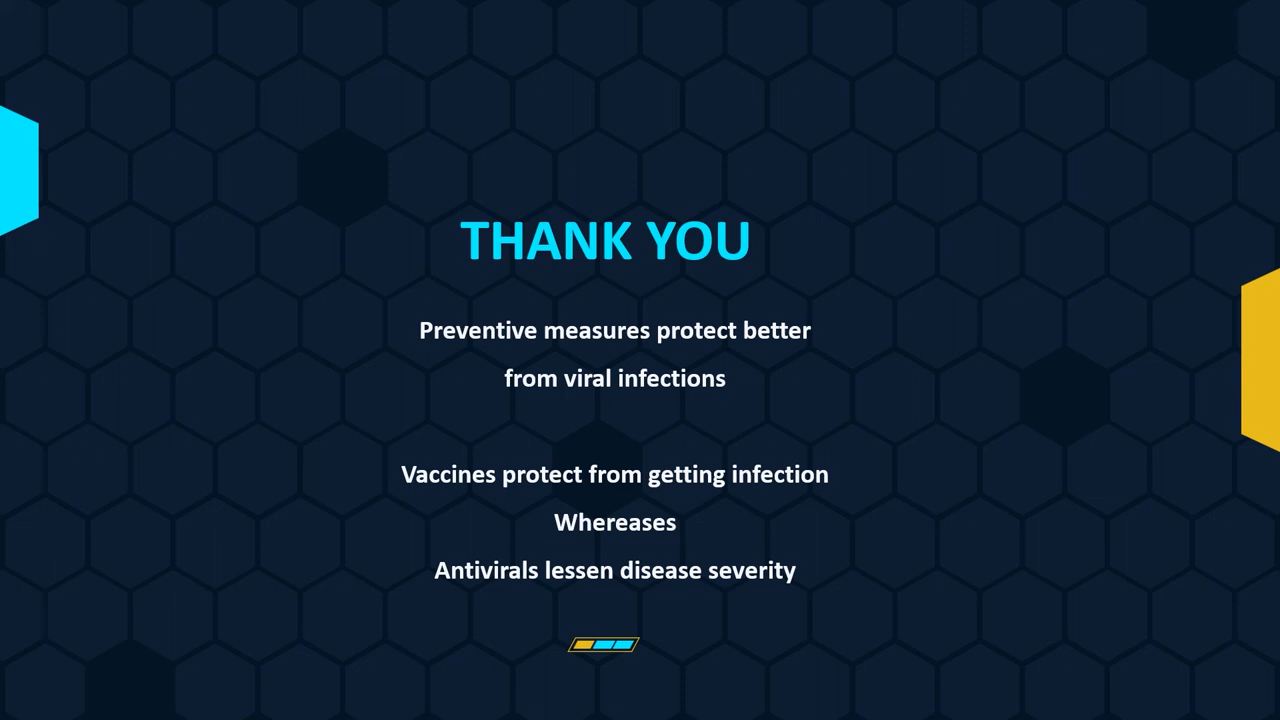 THANK YOU
Preventive measures protect better
from viral infections
Vaccines protect from getting infection
Whereases
Antivirals lessen disease severity